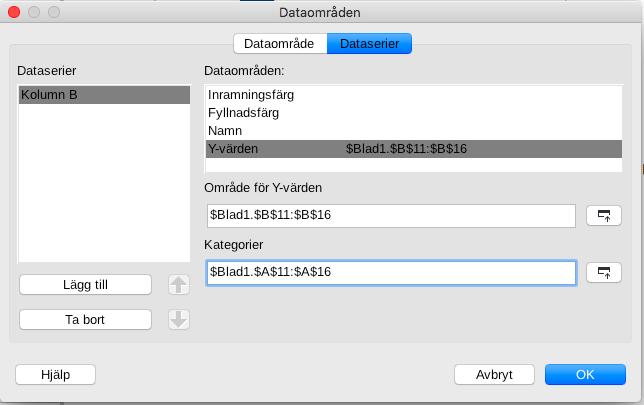 Dataområden
Dataområde
Dataserier
Dataserier
Kolumn B
Lägg till
Ta bort
Dataområden:
Inramningsfärg
Fyllnadsfärg
Namn
Y-värden $Blad1.$B$11:$B$16
Område för Y-värden
$Blad1.$B$11:$B$16
Kategorier
$Blad1.$A$11:$A$16
Hjälp
Avbryt
OK